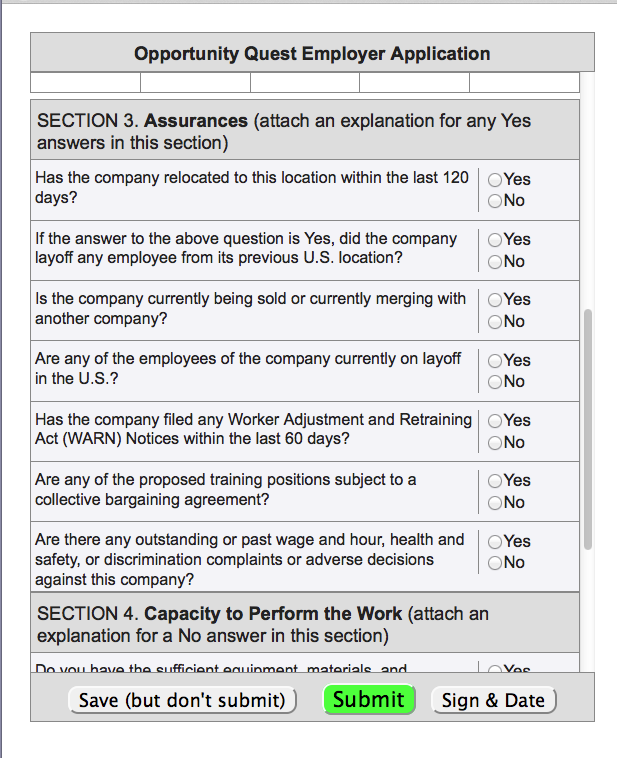 Opportunity Quest Employer Application
SECTION 3. Assurances (attach an explanation for any Yes
answers in this section)
Has the company relocated to this location within the last 120
days?
Yes
No
If the answer to the above question is Yes, did the company
layoff any employee from its previous U.S. location?
Yes
No
Is the company currently being sold or currently merging with
another company?
Yes
No
Are any of the employees of the company currently on layoff
in the U.S.?
Yes
No
Has the company filed any Worker Adjustment and Retraining
Act (WARN) Notices within the last 60 days?
Yes
No
Are any of the proposed training positions subject to a
collective bargaining agreement?
Yes
No
Are there any outstanding or past wage and hour, health and
safety, or discrimination complaints or adverse decisions
against this company?
Yes
No
SECTION 4. Capacity to Perform the Work (attach an
explanation for a No answer in this section)
Do you have the sufficient equipment, materials, and
Yes
Save (but don't submit)
Submit
Sign & Date